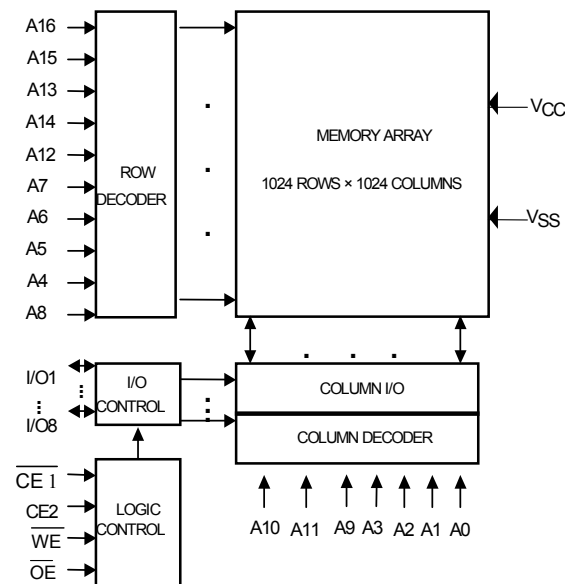 A16
A15
A13
A14
A12
A7
A6
A5
A4
A8
ROW
DECODER
MEMORY ARRAY
1024 ROWS × 1024 COLUMNS
VCC
VSS
I/O1
I/O8
I/O
CONTROL
COLUMN I/O
COLUMN DECODER
CE 1
CE2
WE
OE
LOGIC
CONTROL
A10 A11 A9 A3 A2 A1 A0